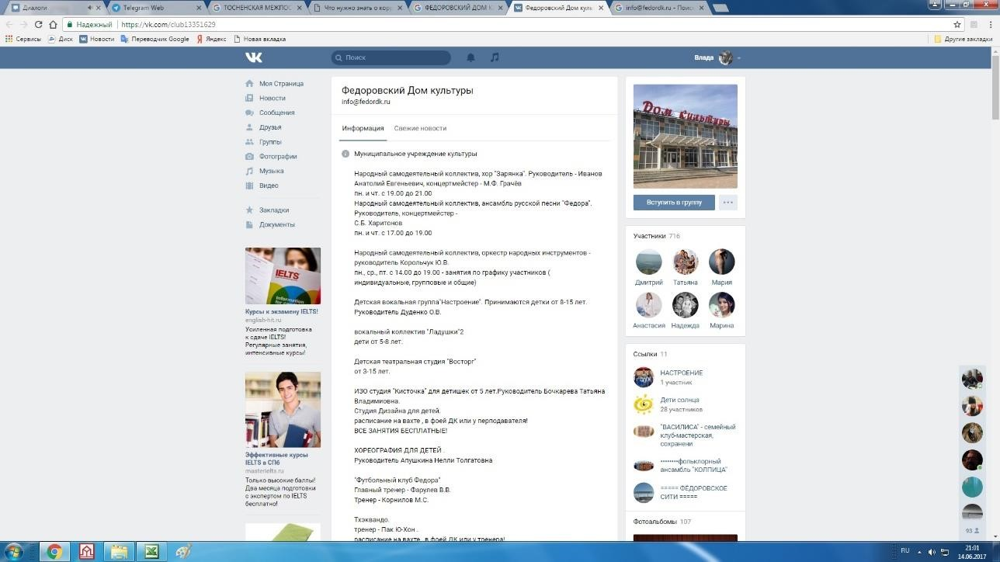 Диалоги
Telegram Web
ТОСНЕНСКАЯ МЕЖПОС
Что нужно знать о корр
ФЕДОРОВСКИЙ ДОМ К
Федоровский Дом куль
info@fedordk.ru - Поис
Надежный
https://vk.com/club13351629
Сервисы
Диск
Новости
Переводчик Google
Яндекс
Новая вкладка
Другие закладки
Поиск
Влада
Моя Страница
Новости
Сообщения
Друзья
Группы
Фотографии
Музыка
Видео
Закладки
Документы
IELTS
Information for
Курсы к экзамену IELTS!
english-hit.ru
Усиленная подготовка
к сдаче IELTS!
Регулярные занятия,
интенсивные курсы!
Эффективные курсы
IELTS в СПб
masterielts.ru
Только высокие баллы!
Два месяца подготовки
с экспертом по IELTS
бесплатно!
Федоровский Дом культуры
info@fedordk.ru
Информация
Свежие новости
Муниципальное учреждение культуры
Народный самодеятельный коллектив, хор "Зарянка". Руководитель - Иванов
Анатолий Евгеньевич, концертмейстер - М.Ф. Грачёв
пн. и чт. с 19.00 до 21.00
Народный самодеятельный коллектив, ансамбль русской песни "Федора".
Руководитель, концертмейстер -
С.Б. Харитонов
пн. и чт. с 17.00 до 19.00
Народный самодеятельный коллектив, оркестр народных инструментов -
руководитель Корольчук Ю.В.
пн., ср., пт. с 14.00 до 19.00 - занятия по графику участников (
индивидуальные, групповые и общие)
Детская вокальная группа"Настроение". Принимаются детки от 8-15 лет.
Руководитель Дуденко О.В.
вокальный коллектив "Ладушки"2
дети от 5-8 лет.
Детская театральная студия "Восторг"
от 3-15 лет.
ИЗО студия "Кисточка" для детишек от 5 лет.Руководитель Бочкарева Татьяна
Владимиовна.
Студия Дизайна для детей.
расписание на вахте , в фоей ДК или у перподавателя!
ВСЕ ЗАНЯТИЯ БЕСПЛАТНЫЕ!
ХОРЕОГРАФИЯ ДЛЯ ДЕТЕЙ .
Руководитель Апушкина Нелли Толгатовна
"Футбольный клуб Федора"
Главный тренер - Фарулев В.В.
Тренер - Корнилов М.С.
Тхэквандо.
тренер - Пак Ю-Хон .
расписание на вахте , в фоей ДК или у тренера!
Дом Культуры
Вступить в группу
Участники 716
Дмитрий
Татьяна
Мария
Анастасия
Надежда
Марина
Ссылки 11
НАСТРОЕНИЕ
1 участник
Дети солнца
28 участников
"ВАСИЛИСА" - семейный
клуб-мастерская,
сохранени
••••••••фольклорный
ансамбль "КОЛПИЦА"
===== ФЁДОРОВСКОЕ
СИТИ =====
Фотоальбомы 107
93
RU
21:01
14.06.2017